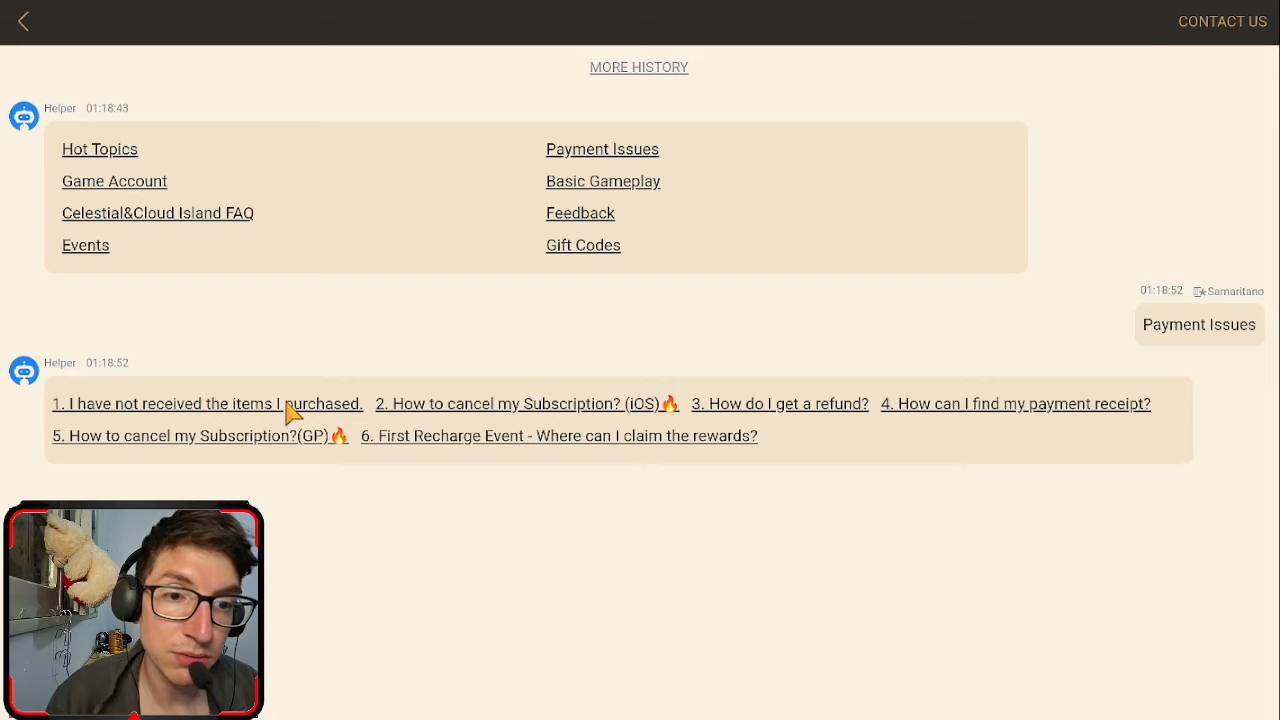 CONTACT US
MORE HISTORY
Helper 01:18:43
Hot Topics Payment Issues
Game Account Basic Gameplay
Celestial&Cloud Island FAQ Feedback
Events Gift Codes
01:18:52 Samaritano
Payment Issues
Helper 01:18:52
1. I have not received the items I purchased. 2. How to cancel my Subscription? (iOS)🔥 3. How do I get a refund? 4. How can I find my payment receipt?
5. How to cancel my Subscription?(GP)🔥 6. First Recharge Event - Where can I claim the rewards?